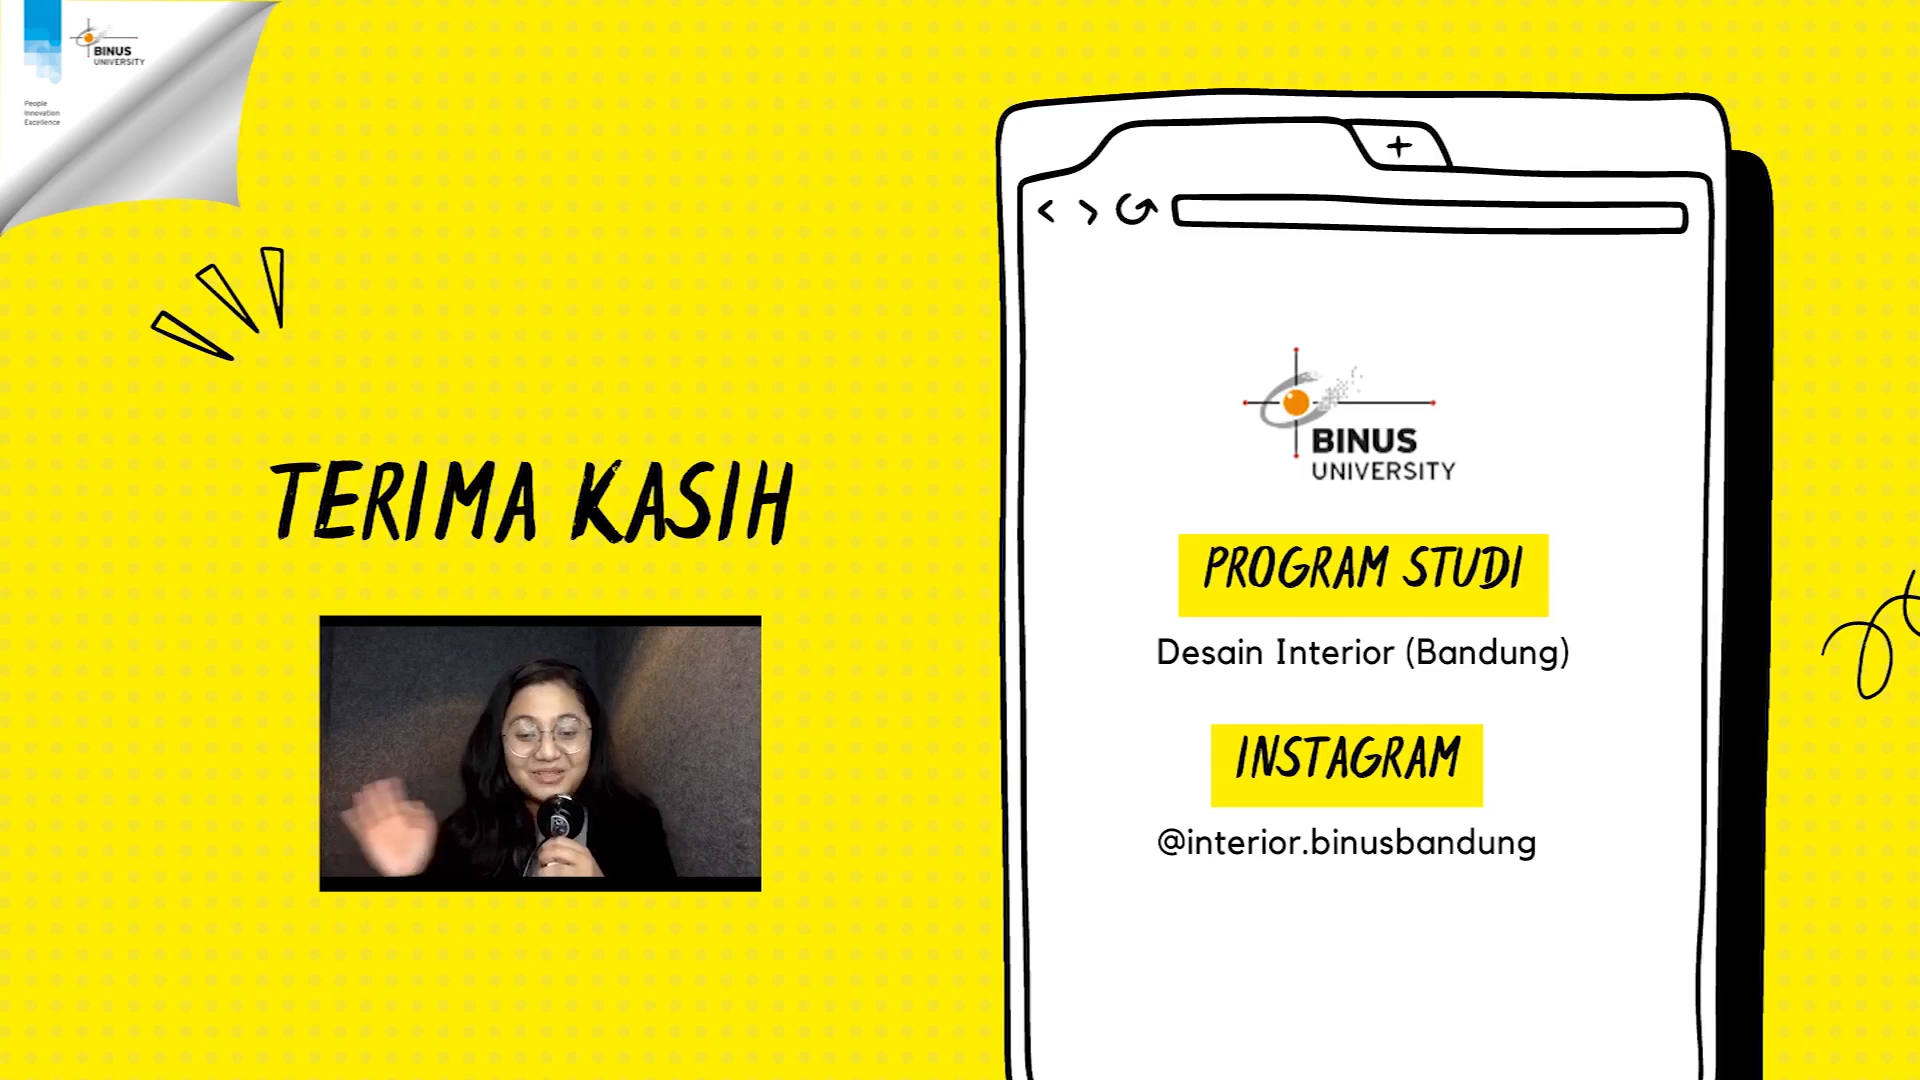 BINUS
UNIVERSITY
People
Innovation
Excellence
TERIMA KASIH
BINUS
UNIVERSITY
PROGRAM STUDI
Desain Interior (Bandung)
INSTAGRAM
@interior.binusbandung